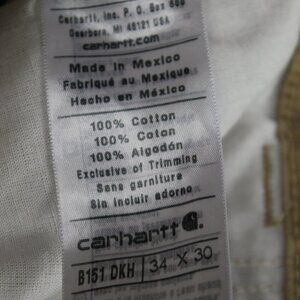 Carhartt, Inc. P. O. Box 600
Dearborn, MI 48121 USA
carhartt.com
Made in Mexico
Fabriqué au Mexique
Hecho en México
100% Cotton
100% Coton
100% Algodón
Exclusive of Trimming
Sans garniture
Sin incluir adorno
carhartt
B151 DKH 34 X 30